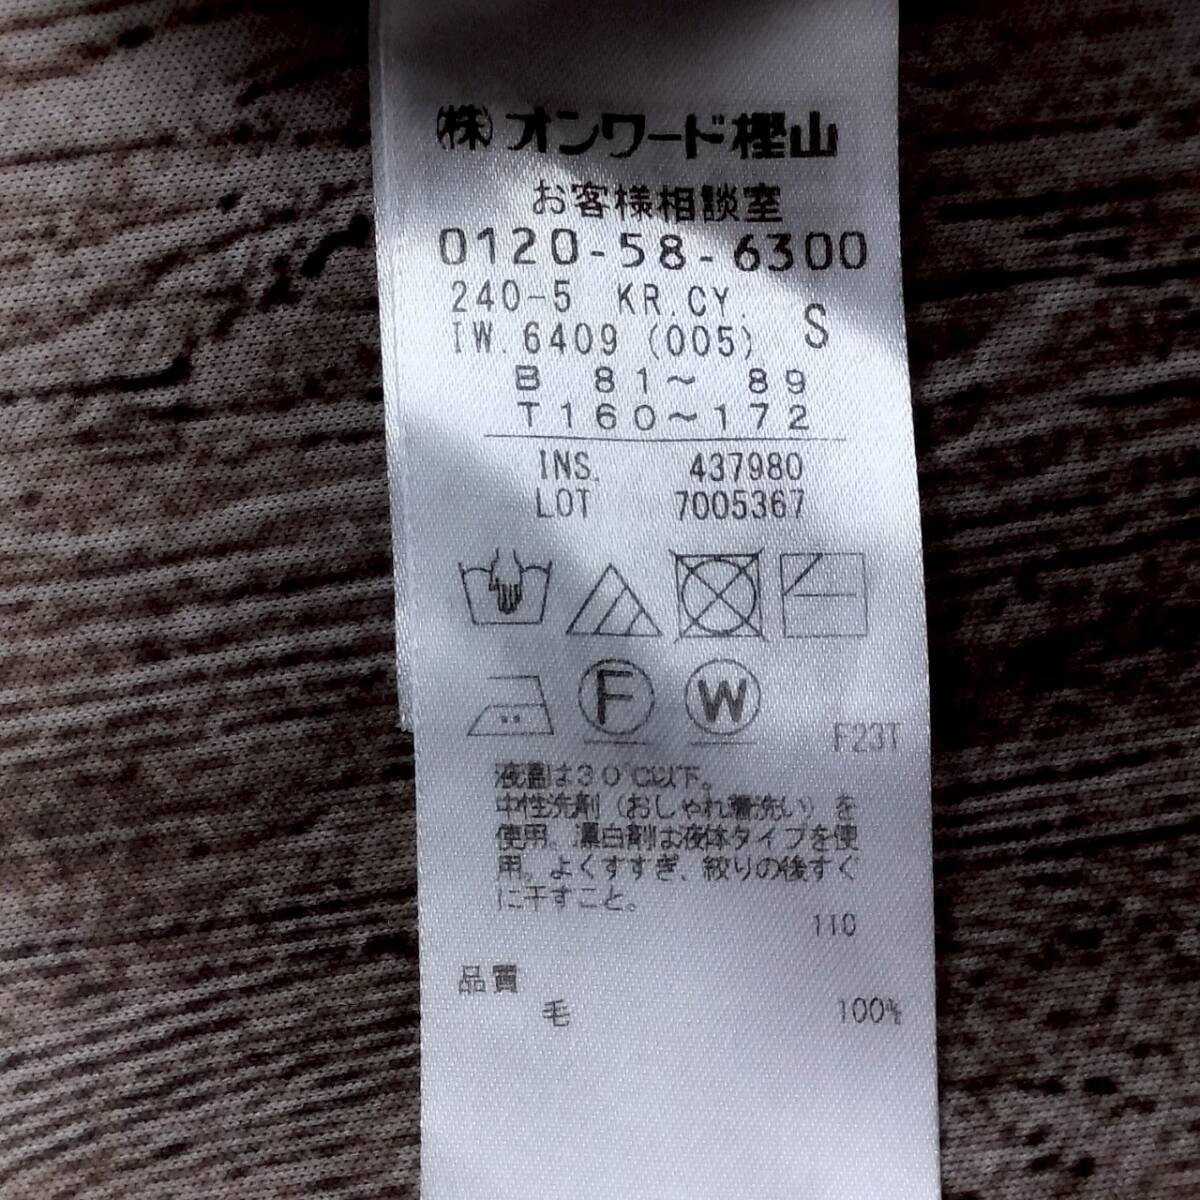 (株)オンワード樫山
お客様相談室
0120-58-6300
240-5 KR.CY.
IW.6409 (005) S
B 81~ 89
T160~172
INS. 437980
LOT 7005367
F W
F23T
液温は30℃以下。
中性洗剤(おしゃれ着洗い)を
使用。漂白剤は液体タイプを使
用。よくすすぎ、絞りの後すぐ
に干すこと。
110
品質
毛 100%